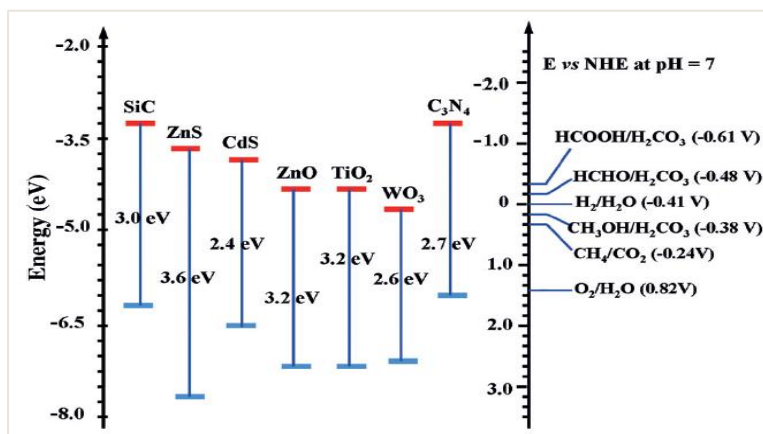 -2.0
-3.5
-5.0
-6.5
-8.0
Energy (eV)
SiC
ZnS
CdS
ZnO
TiO₂
WO₃
C₃N₄
3.0 eV
3.6 eV
2.4 eV
3.2 eV
3.2 eV
2.6 eV
2.7 eV
E vs NHE at pH = 7
-2.0
-1.0
0
1.0
2.0
3.0
HCOOH/H₂CO₃ (-0.61 V)
HCHO/H₂CO₃ (-0.48 V)
H₂/H₂O (-0.41 V)
CH₃OH/H₂CO₃ (-0.38 V)
CH₄/CO₂ (-0.24V)
O₂/H₂O (0.82V)